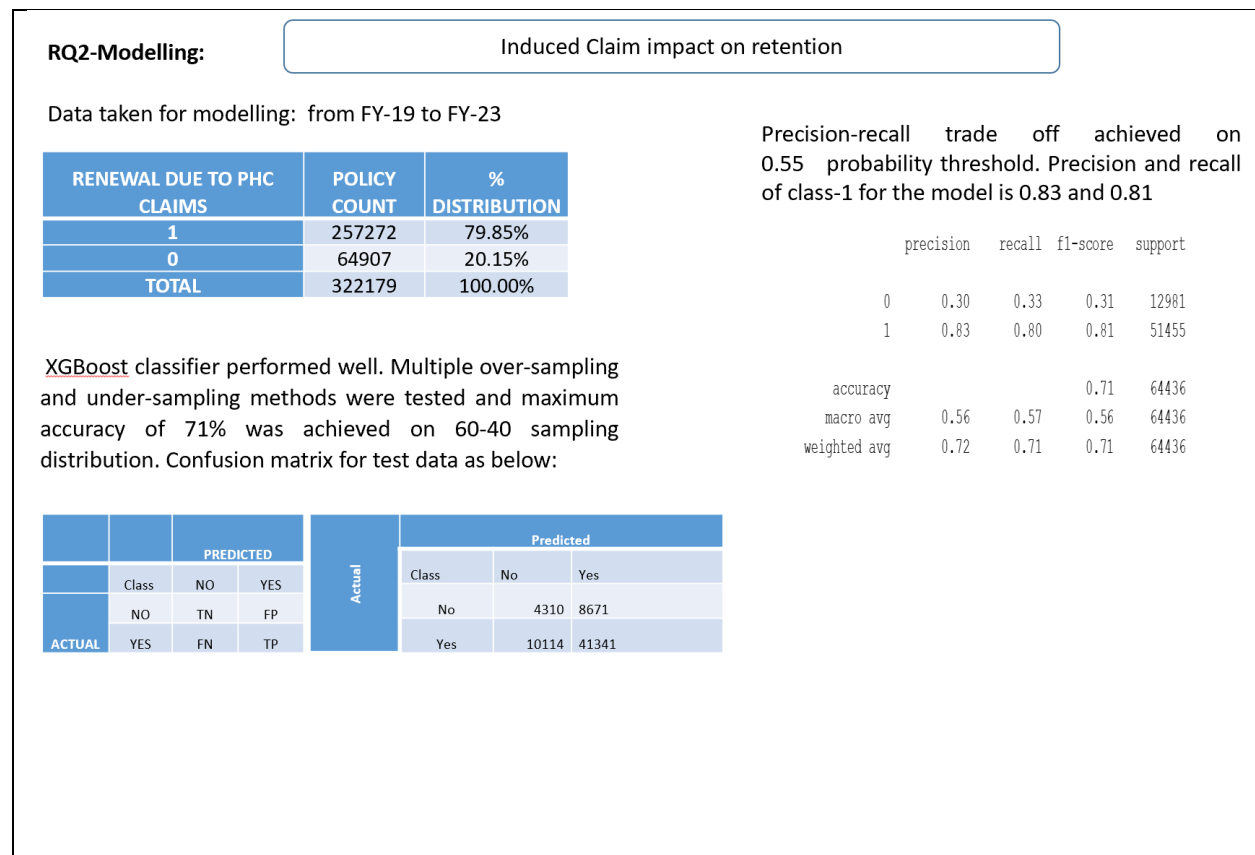 RQ2-Modelling:
Induced Claim impact on retention
Data taken for modelling:  from FY-19 to FY-23
RENEWAL DUE TO PHC CLAIMS POLICY COUNT % DISTRIBUTION
1 257272 79.85%
0 64907 20.15%
TOTAL 322179 100.00%
XGBoost classifier performed well. Multiple over-sampling
and under-sampling methods were tested and maximum
accuracy of 71% was achieved on 60-40 sampling
distribution. Confusion matrix for test data as below:
PREDICTED
Class NO YES
NO TN FP
ACTUAL YES FN TP
Actual
Predicted
Class No Yes
No 4310 8671
Yes 10114 41341
Precision-recall trade off achieved on
0.55 probability threshold. Precision and recall
of class-1 for the model is 0.83 and 0.81
precision recall f1-score support
0 0.30 0.33 0.31 12981
1 0.83 0.80 0.81 51455
accuracy 0.71 64436
macro avg 0.56 0.57 0.56 64436
weighted avg 0.72 0.71 0.71 64436